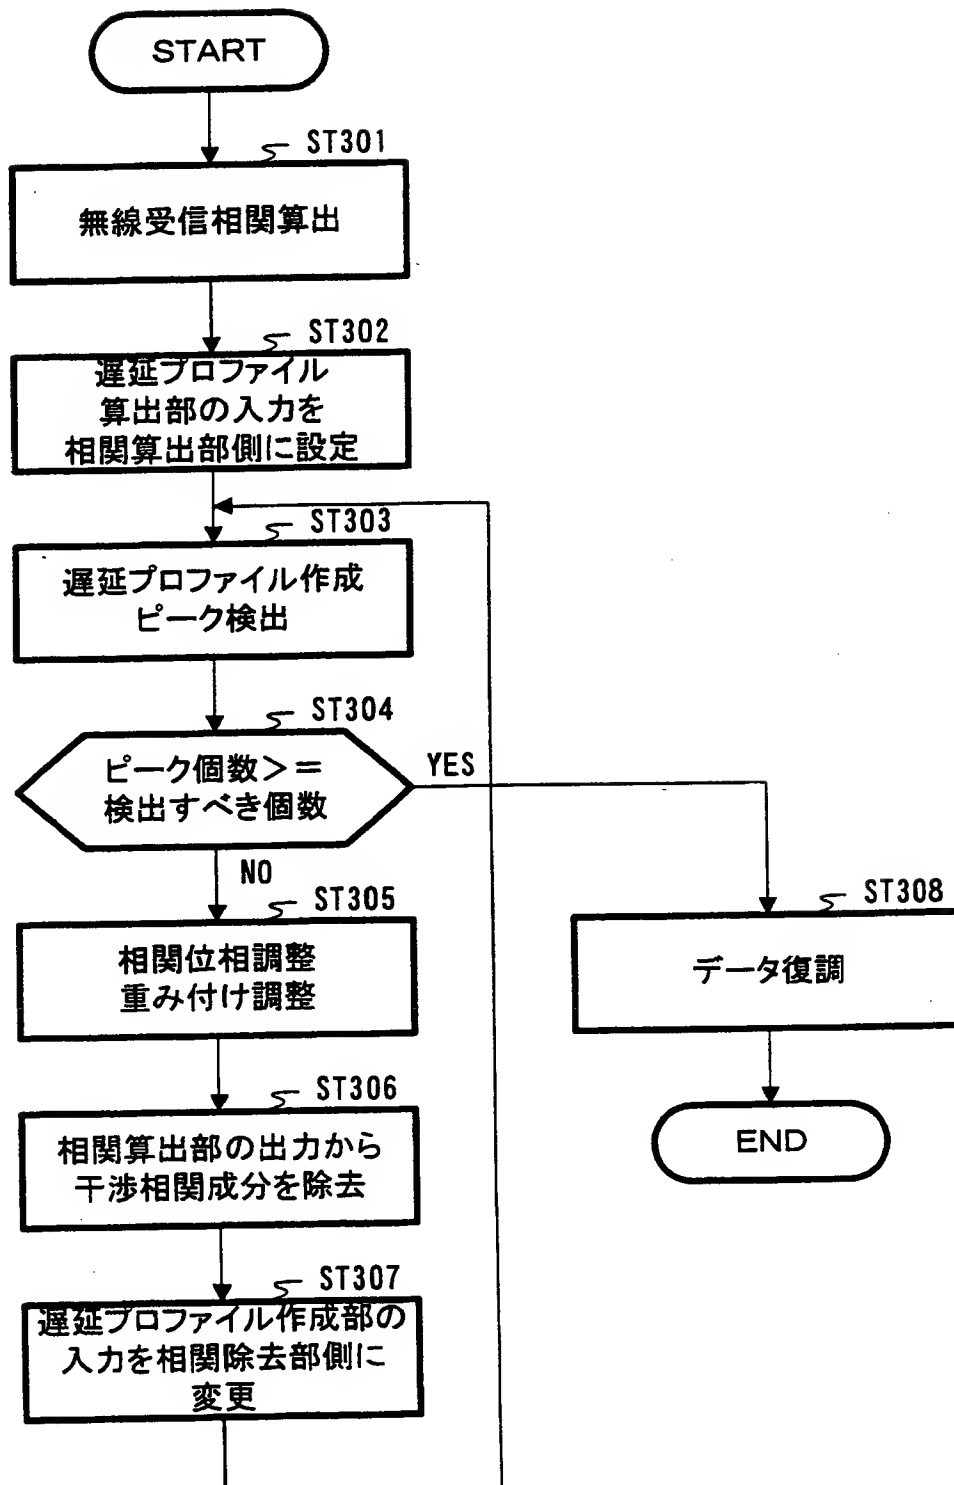 START
ST301
無線受信相関算出
ST302
遅延プロファイル
算出部の入力を
相関算出部側に設定
ST303
遅延プロファイル作成
ピーク検出
ST304
ピーク個数>=
検出すべき個数
YES
NO
ST305
相関位相調整
重み付け調整
ST308
データ復調
ST306
相関算出部の出力から
干渉相関成分を除去
END
ST307
遅延プロファイル作成部の
入力を相関除去部側に
変更